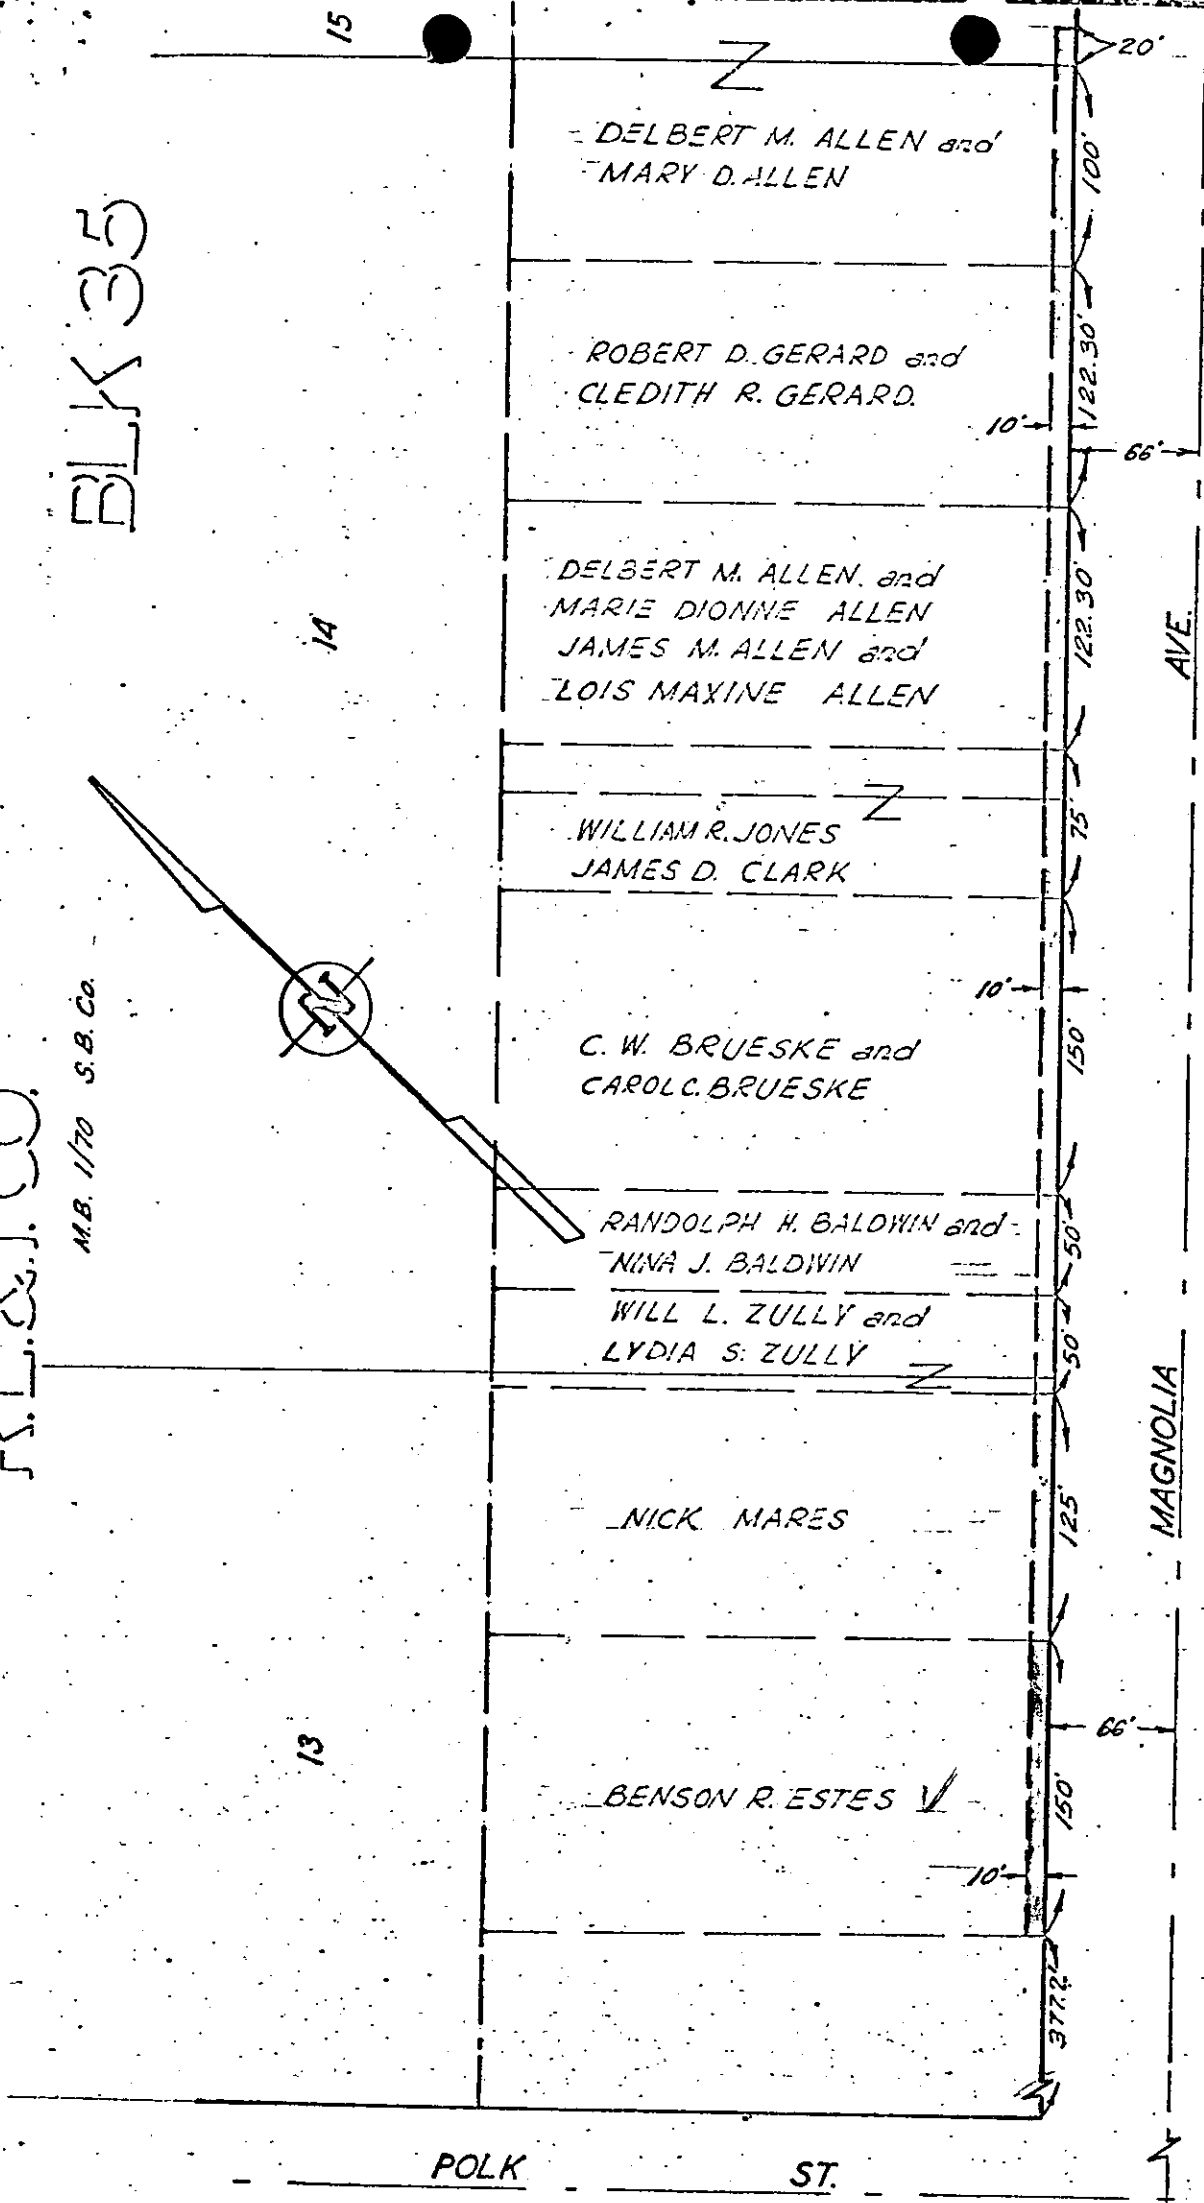 15
20'
DELBERT M. ALLEN and
MARY D. ALLEN
100'
BLK 35
ROBERT D. GERARD and
CLEDITH R. GERARD.
122.30'
10'
66'
DELBERT M. ALLEN. and
MARIE DIONNE ALLEN
JAMES M. ALLEN and
LOIS MAXINE ALLEN
122.30'
14
AVE.
WILLIAM R. JONES
JAMES D. CLARK
75'
N
M.B. 1/70 S.B. Co.
10'
C. W. BRUESKE and
CAROL C. BRUESKE
150'
RANDOLPH H. BALDWIN and
NINA J. BALDWIN
50'
WILL L. ZULLY and
LYDIA S. ZULLY
50'
MAGNOLIA
NICK MARES
125'
13
66'
BENSON R. ESTES
150'
10'
377.2'
POLK ST.